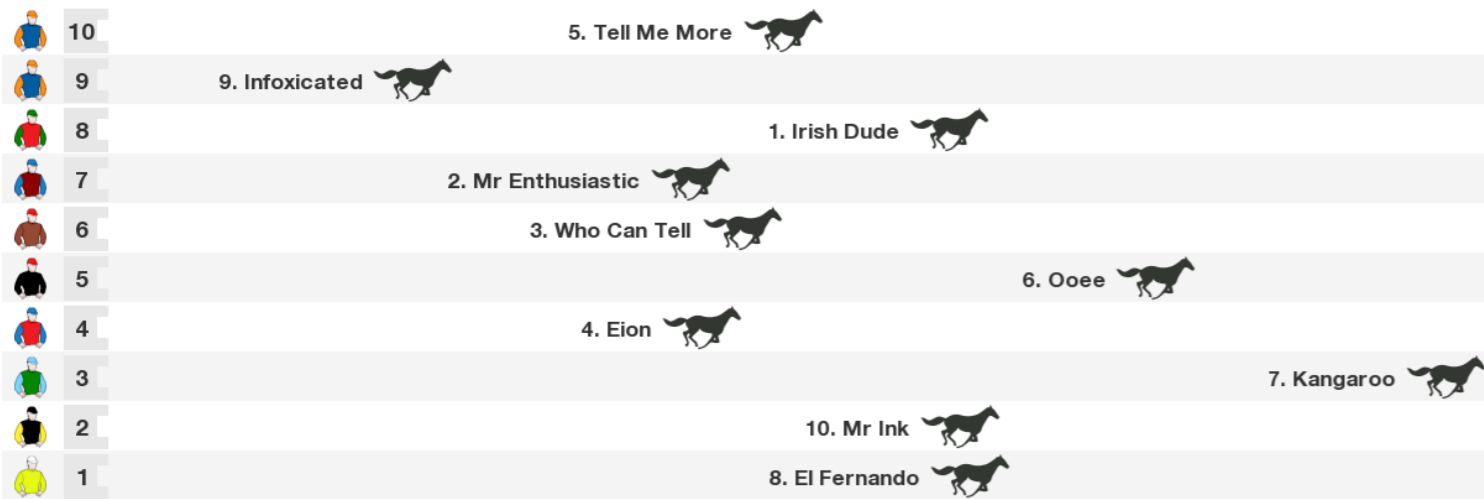 10 5. Tell Me More
9 9. Infoxicated
8 1. Irish Dude
7 2. Mr Enthusiastic
6 3. Who Can Tell
5 6. Ooee
4 4. Eion
3 7. Kangaroo
2 10. Mr Ink
1 8. El Fernando